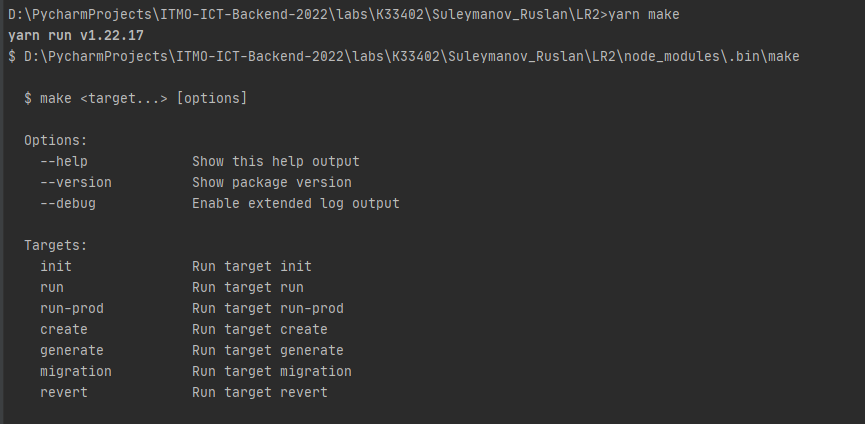 D:\PycharmProjects\ITMO-ICT-Backend-2022\labs\K33402\Suleymanov_Ruslan\LR2>yarn make
yarn run v1.22.17
$ D:\PycharmProjects\ITMO-ICT-Backend-2022\labs\K33402\Suleymanov_Ruslan\LR2\node_modules\.bin\make
$ make <target...> [options]
Options:
--help Show this help output
--version Show package version
--debug Enable extended log output
Targets:
init Run target init
run Run target run
run-prod Run target run-prod
create Run target create
generate Run target generate
migration Run target migration
revert Run target revert